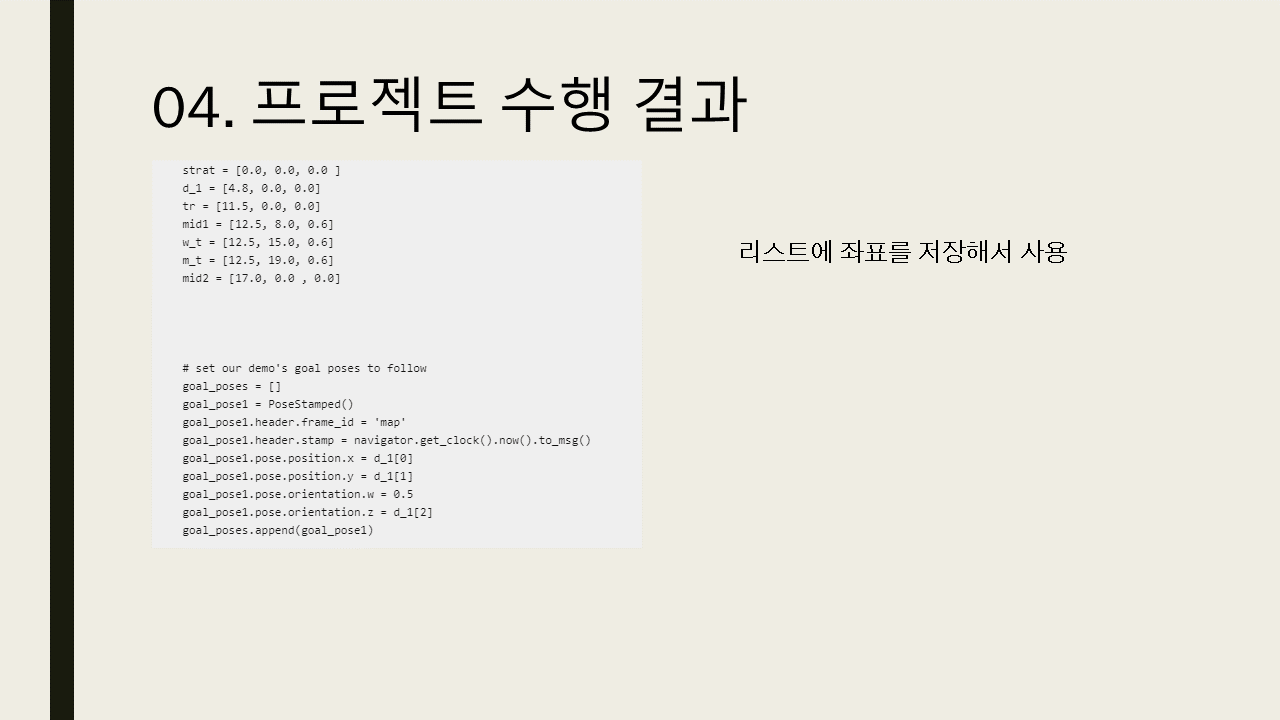 04. 프로젝트 수행 결과
strat = [0.0, 0.0, 0.0 ]
d_1 = [4.8, 0.0, 0.0]
tr = [11.5, 0.0, 0.0]
mid1 = [12.5, 8.0, 0.6]
w_t = [12.5, 15.0, 0.6]
m_t = [12.5, 19.0, 0.6]
mid2 = [17.0, 0.0 , 0.0]
# set our demo's goal poses to follow
goal_poses = []
goal_pose1 = PoseStamped()
goal_pose1.header.frame_id = 'map'
goal_pose1.header.stamp = navigator.get_clock().now().to_msg()
goal_pose1.pose.position.x = d_1[0]
goal_pose1.pose.position.y = d_1[1]
goal_pose1.pose.orientation.w = 0.5
goal_pose1.pose.orientation.z = d_1[2]
goal_poses.append(goal_pose1)
리스트에 좌표를 저장해서 사용